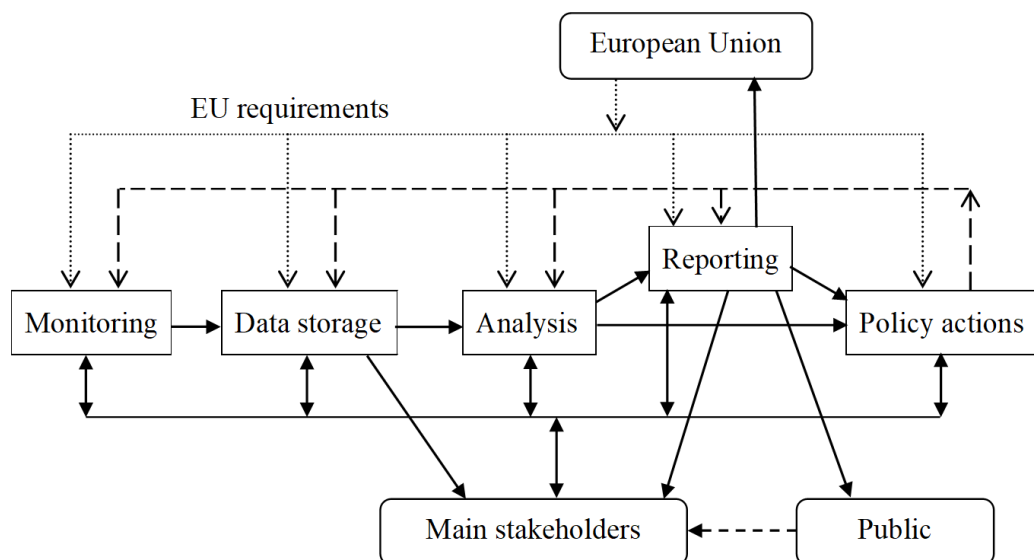 European Union
EU requirements
Reporting
Monitoring
Data storage
Analysis
Policy actions
Main stakeholders
Public